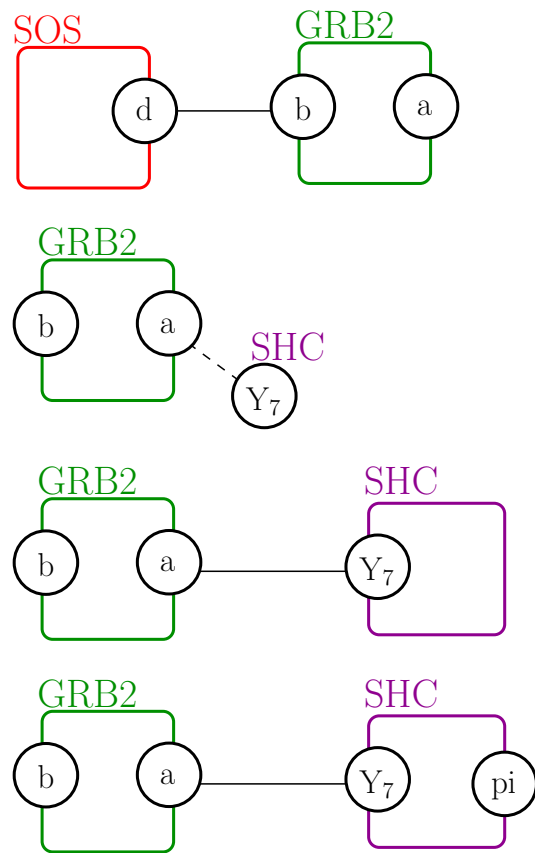 SOS GRB2
d b a
GRB2
b a SHC
Y₇
GRB2 SHC
b a Y₇
GRB2 SHC
b a Y₇ pi